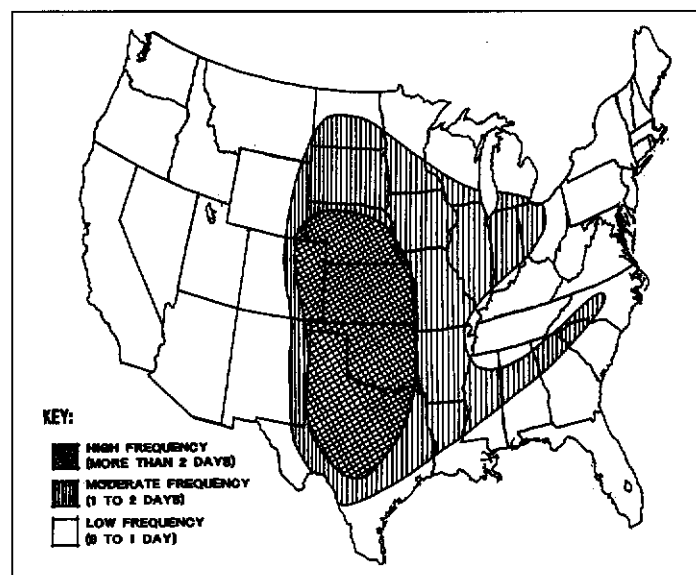 KEY:
HIGH FREQUENCY
(MORE THAN 2 DAYS)
MODERATE FREQUENCY
(1 TO 2 DAYS)
LOW FREQUENCY
(0 TO 1 DAY)